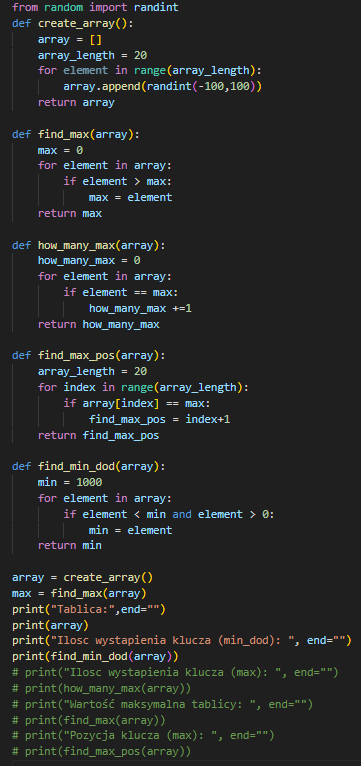 from random import randint
def create_array():
    array = []
    array_length = 20
    for element in range(array_length):
        array.append(randint(-100,100))
    return array

def find_max(array):
    max = 0
    for element in array:
        if element > max:
            max = element
    return max

def how_many_max(array):
    how_many_max = 0
    for element in array:
        if element == max:
            how_many_max +=1
    return how_many_max

def find_max_pos(array):
    array_length = 20
    for index in range(array_length):
        if array[index] == max:
            find_max_pos = index+1
    return find_max_pos

def find_min_dod(array):
    min = 1000
    for element in array:
        if element < min and element > 0:
            min = element
    return min

array = create_array()
max = find_max(array)
print("Tablica:",end="")
print(array)
print("Ilosc wystapienia klucza (min_dod): ", end="")
print(find_min_dod(array))
# print("Ilosc wystapienia klucza (max): ", end="")
# print(how_many_max(array))
# print("Wartość maksymalna tablicy: ", end="")
# print(find_max(array))
# print("Pozycja klucza (max): ", end="")
# print(find_max_pos(array))